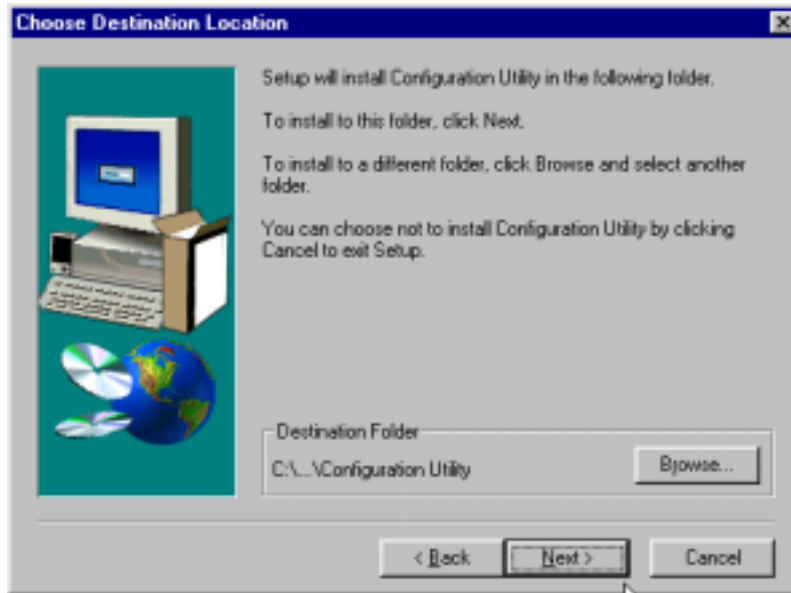 Choose Destination Location
Setup will install Configuration Utility in the following folder.
To install to this folder, click Next.
To install to a different folder, click Browse and select another
folder.
You can choose not to install Configuration Utility by clicking
Cancel to exit Setup.
Destination Folder
C:\...\Configuration Utility
Browse...
< Back
Next >
Cancel